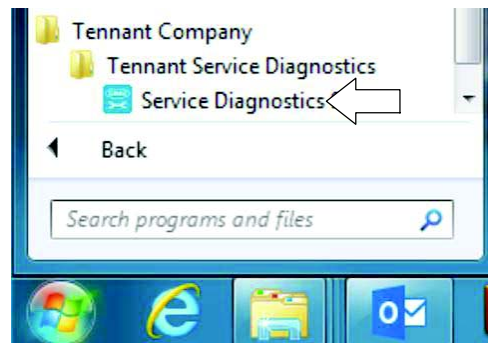 Tennant Company
Tennant Service Diagnostics
Service Diagnostics
Back
Search programs and files